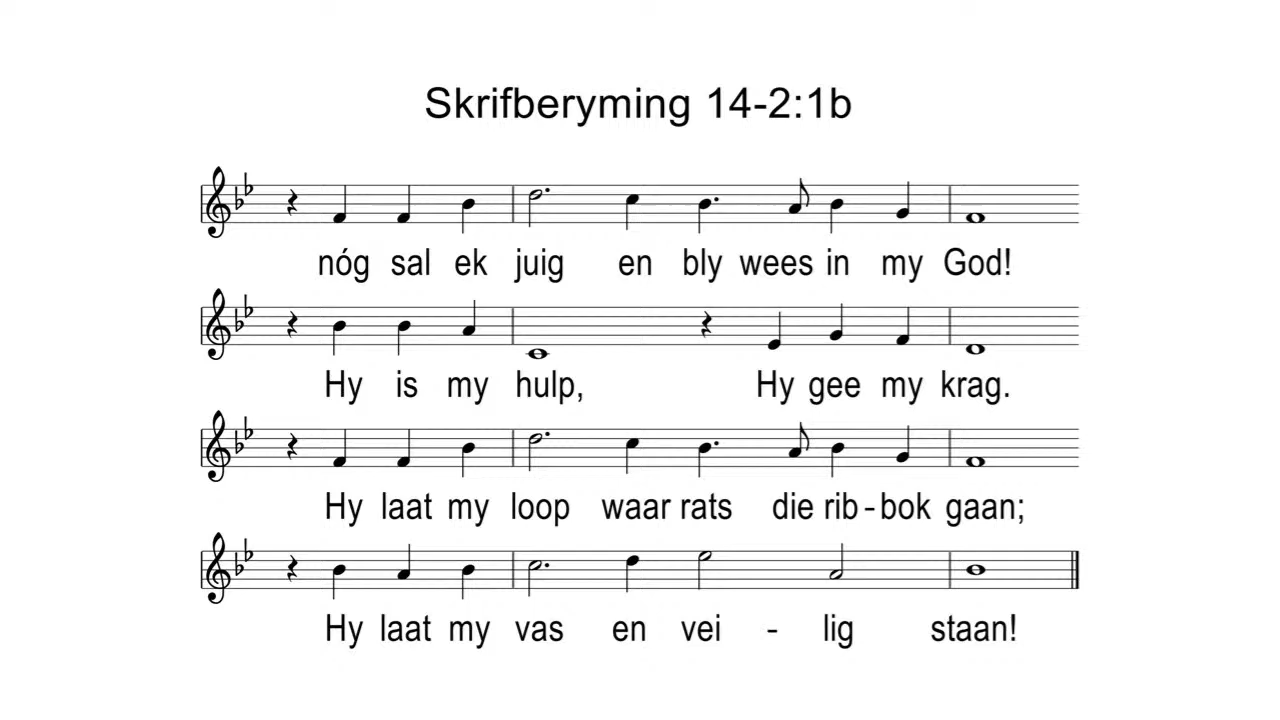 Skrifberyming 14-2:1b
nóg sal ek juig en bly wees in my God!
Hy is my hulp, Hy gee my krag.
Hy laat my loop waar rats die rib-bok gaan;
Hy laat my vas en vei - lig staan!